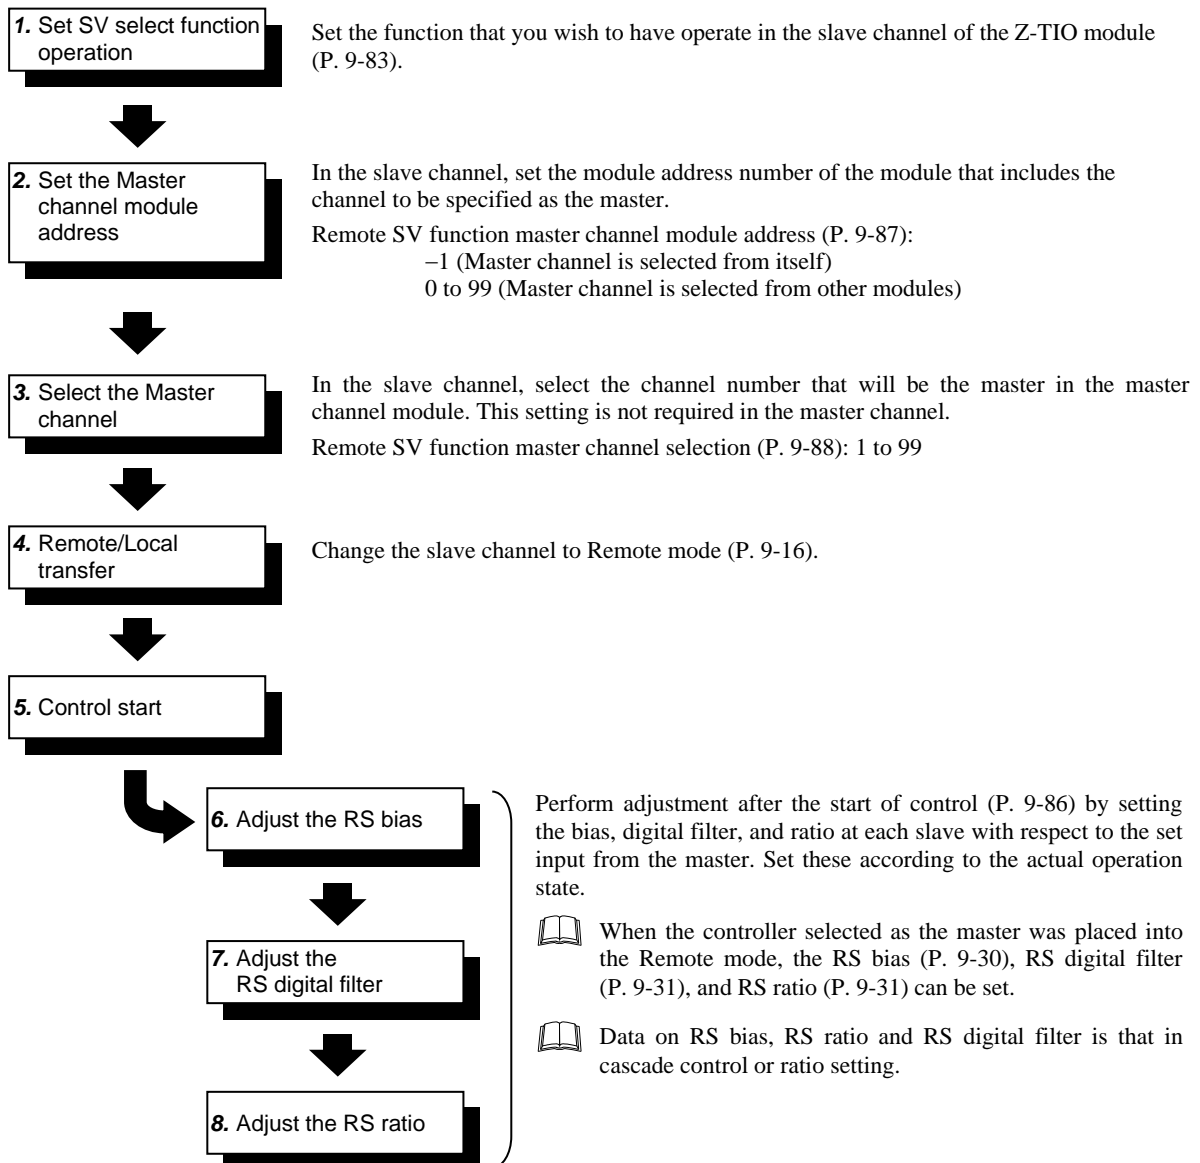 1. Set SV select function
operation
Set the function that you wish to have operate in the slave channel of the Z-TIO module
(P. 9-83).
2. Set the Master
channel module
address
In the slave channel, set the module address number of the module that includes the
channel to be specified as the master.
Remote SV function master channel module address (P. 9-87):
−1 (Master channel is selected from itself)
0 to 99 (Master channel is selected from other modules)
3. Select the Master
channel
In the slave channel, select the channel number that will be the master in the master
channel module. This setting is not required in the master channel.
Remote SV function master channel selection (P. 9-88): 1 to 99
4. Remote/Local
transfer
Change the slave channel to Remote mode (P. 9-16).
5. Control start
6. Adjust the RS bias
7. Adjust the
RS digital filter
8. Adjust the RS ratio
Perform adjustment after the start of control (P. 9-86) by setting
the bias, digital filter, and ratio at each slave with respect to the set
input from the master. Set these according to the actual operation
state.
When the controller selected as the master was placed into
the Remote mode, the RS bias (P. 9-30), RS digital filter
(P. 9-31), and RS ratio (P. 9-31) can be set.
Data on RS bias, RS ratio and RS digital filter is that in
cascade control or ratio setting.